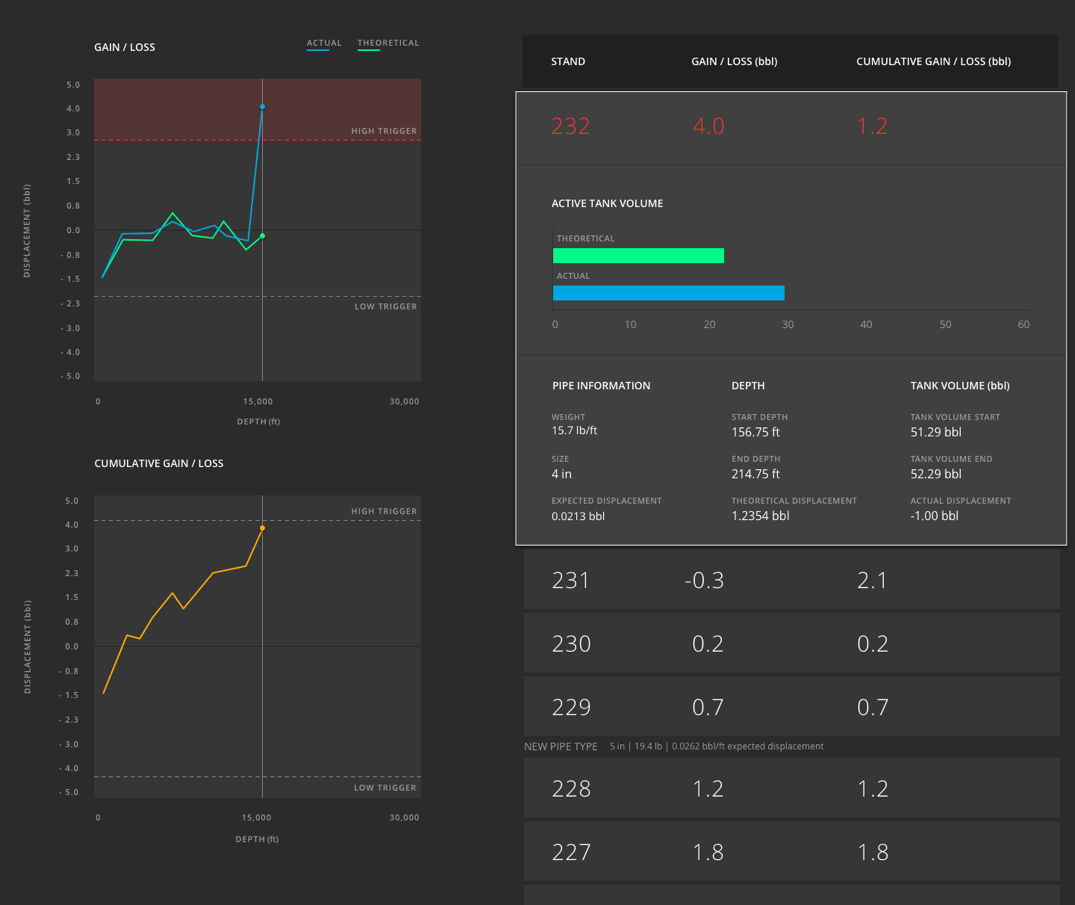 GAIN / LOSS
ACTUAL
THEORETICAL
5.0
4.0
3.0
2.3
1.5
0.8
0.0
- 0.8
- 1.5
- 2.3
- 3.0
- 4.0
- 5.0
DISPLACEMENT (bbl)
HIGH TRIGGER
LOW TRIGGER
0
15,000
30,000
DEPTH (ft)
CUMULATIVE GAIN / LOSS
5.0
4.0
3.0
2.3
1.5
0.8
0.0
- 0.8
- 1.5
- 2.3
- 3.0
- 4.0
- 5.0
DISPLACEMENT (bbl)
HIGH TRIGGER
LOW TRIGGER
0
15,000
30,000
DEPTH (ft)
STAND GAIN / LOSS (bbl) CUMULATIVE GAIN / LOSS (bbl)
232 4.0 1.2
ACTIVE TANK VOLUME
THEORETICAL
ACTUAL
0 10 20 30 40 50 60
PIPE INFORMATION
WEIGHT
15.7 lb/ft
SIZE
4 in
EXPECTED DISPLACEMENT
0.0213 bbl
DEPTH
START DEPTH
156.75 ft
END DEPTH
214.75 ft
THEORETICAL DISPLACEMENT
1.2354 bbl
TANK VOLUME (bbl)
TANK VOLUME START
51.29 bbl
TANK VOLUME END
52.29 bbl
ACTUAL DISPLACEMENT
-1.00 bbl
231 -0.3 2.1
230 0.2 0.2
229 0.7 0.7
NEW PIPE TYPE 5 in | 19.4 lb | 0.0262 bbl/ft expected displacement
228 1.2 1.2
227 1.8 1.8